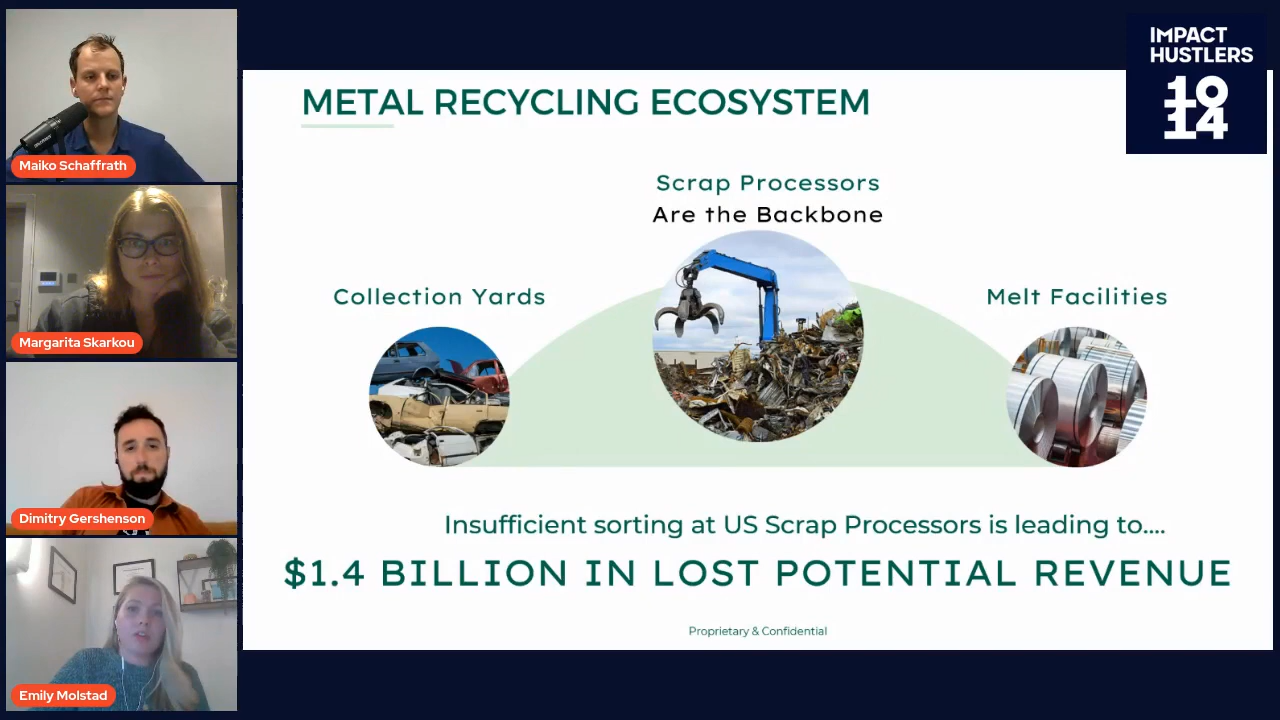 Maiko Schaffrath
Margarita Skarkou
Dimitry Gershenson
Emily Molstad
IMPACT
HUSTLERS
10
14
METAL RECYCLING ECOSYSTEM
Scrap Processors
Are the Backbone
Collection Yards
Melt Facilities
Insufficient sorting at US Scrap Processors is leading to....
$1.4 BILLION IN LOST POTENTIAL REVENUE
Proprietary & Confidential